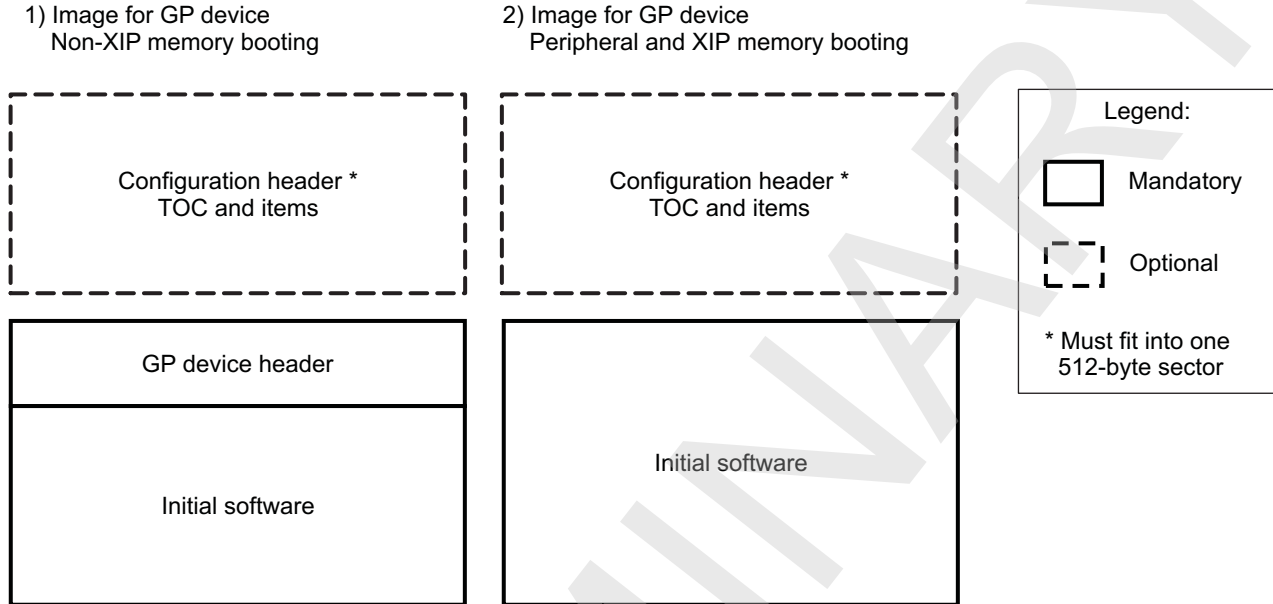 1) Image for GP device
Non-XIP memory booting
2) Image for GP device
Peripheral and XIP memory booting
Configuration header *
TOC and items
Configuration header *
TOC and items
Legend:
Mandatory
Optional
* Must fit into one
512-byte sector
GP device header
Initial software
Initial software
MINARY